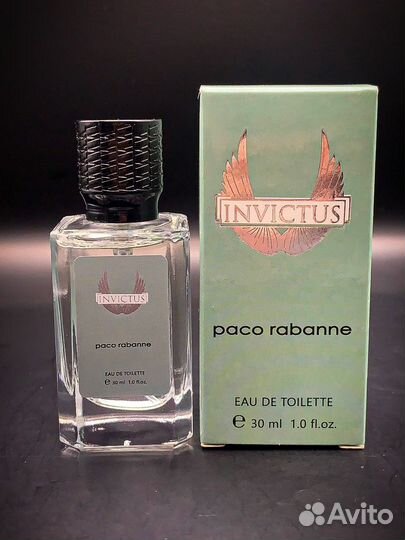 INVICTUS
paco rabanne
EAU DE TOILETTE
℮ 30 ml 1.0 fl.oz.
INVICTUS
paco rabanne
EAU DE TOILETTE
℮ 30 ml 1.0 fl.oz.
Avito